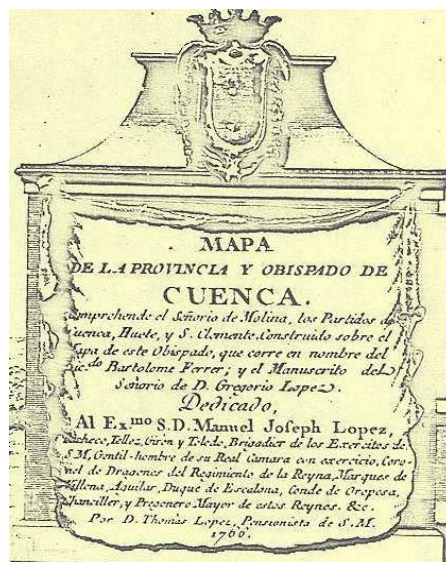 MAPA
DE LA PROVINCIA Y OBISPADO DE
CUENCA.
Comprehende el Señorio de Molina, los Partidos de
Cuenca, Huete, y S. Clemente. Construido sobre el
Mapa de este Obispado, que corre en nombre del
Bartolome Ferrer; y el Manuscrito del
Señorio de D. Gregorio Lopez.
Dedicado,
Al Ex.mo S.D. Manuel Joseph Lopez,
Pacheco, Tellez, Giron y Toledo, Brigadier de los Exercitos de
S.M, Gentil-hombre de su Real Camara con exercicio, Coro-
nel de Dragones del Regimiento de la Reyna, Marques de
Villena, Aguilar, Duque de Escalona, Conde de Oropesa,
Chanciller, y Pregonero Mayor de estos Reynos. &c.
Por D. Thomas Lopez, Pensionista de S.M.
1766.